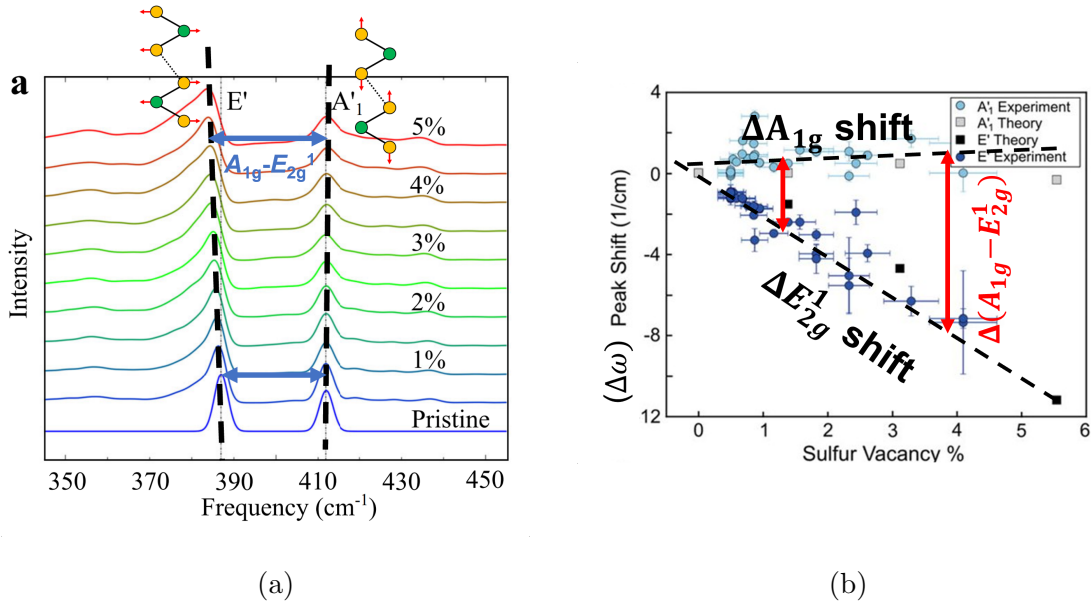 a
E'
A'₁
5%
A₁g-E₂g¹
4%
3%
2%
1%
Pristine
Intensity
350 370 390 410 430 450
Frequency (cm⁻¹)
(a)
A'₁ Experiment
A'₁ Theory
E' Theory
E' Experiment
ΔA₁g shift
ΔE¹₂g shift
Δ(A₁g−E¹₂g)
4
0
-4
-8
12
(Δω) Peak Shift (1/cm)
0 1 2 3 4 5 6
Sulfur Vacancy %
(b)